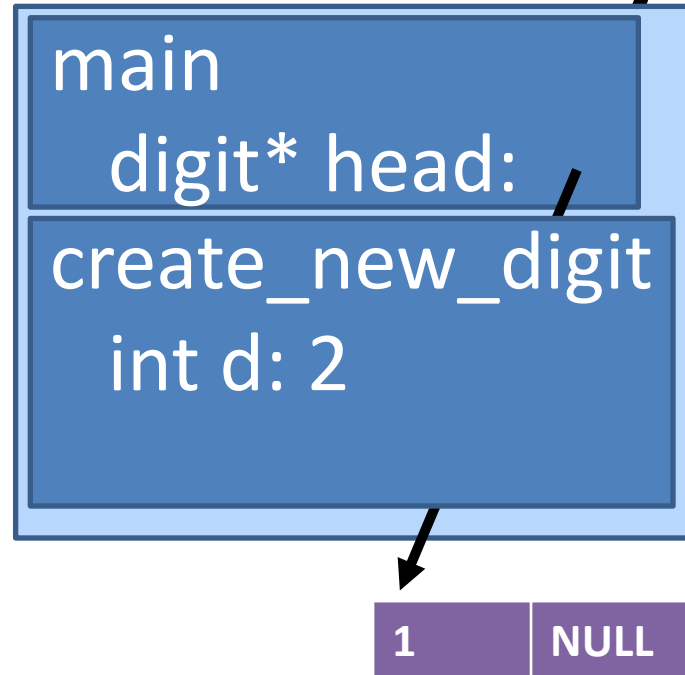 main
digit* head:
create_new_digit
int d: 2
1 NULL